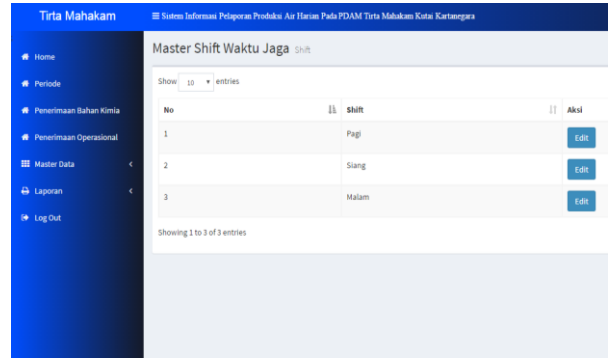 Tirta Mahakam
Sistem Informasi Pelaporan Produksi Air Harian Pada PDAM Tirta Mahakam Kutai Kartanegara
Home
Periode
Penerimaan Bahan Kimia
Penerimaan Operasional
Master Data
Laporan
Log Out
Master Shift Waktu Jaga Shift
Show 10 entries
No Shift Aksi
1 Pagi Edit
2 Siang Edit
3 Malam Edit
Showing 1 to 3 of 3 entries